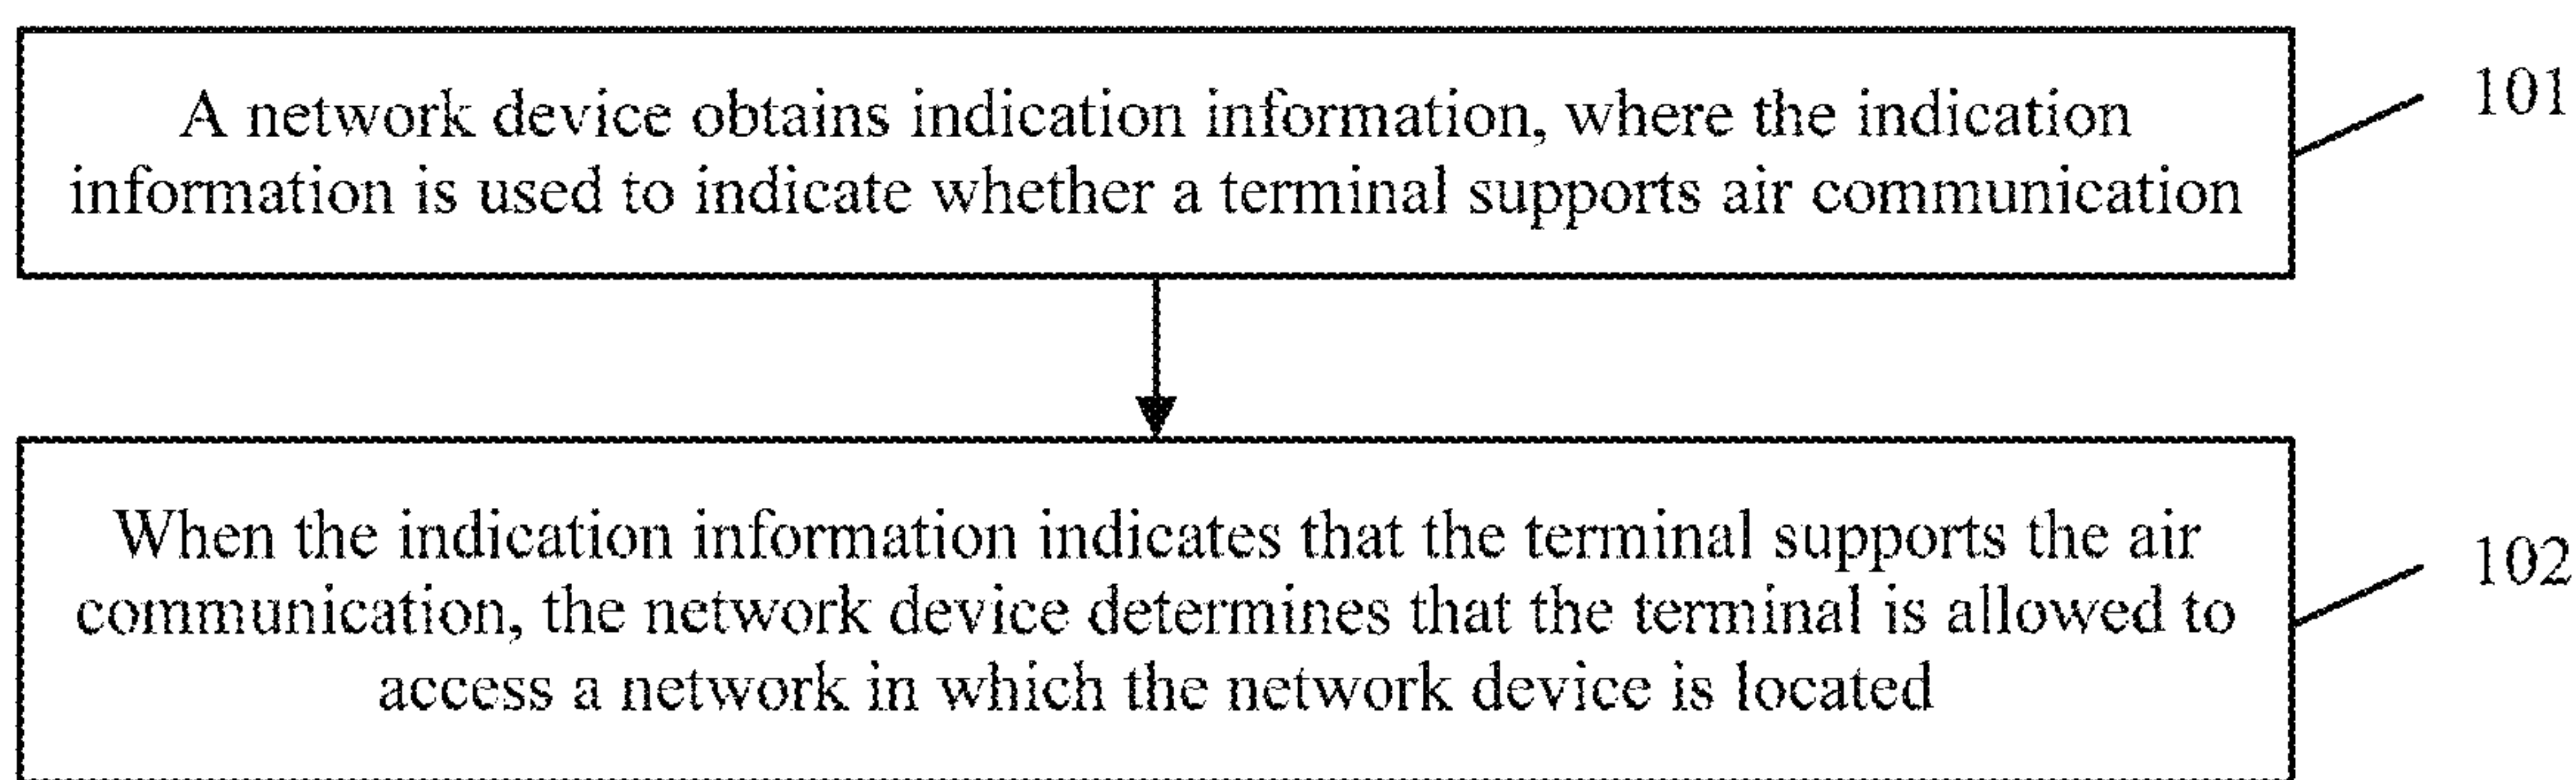 A network device obtains indication information, where the indication
information is used to indicate whether a terminal supports air communication
101
When the indication information indicates that the terminal supports the air
communication, the network device determines that the terminal is allowed to
access a network in which the network device is located
102